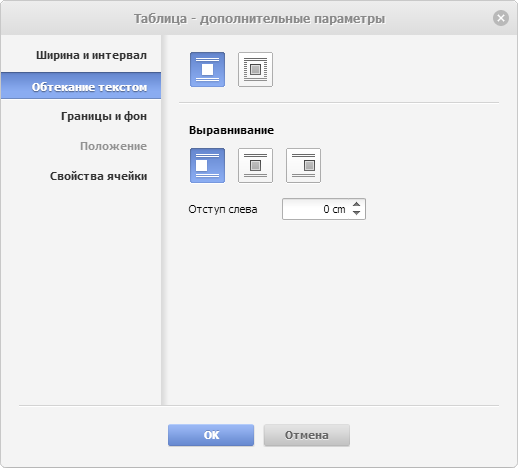 Таблица - дополнительные параметры
Ширина и интервал
Обтекание текстом
Границы и фон
Положение
Свойства ячейки
Выравнивание
Отступ слева
0 cm
OK
Отмена